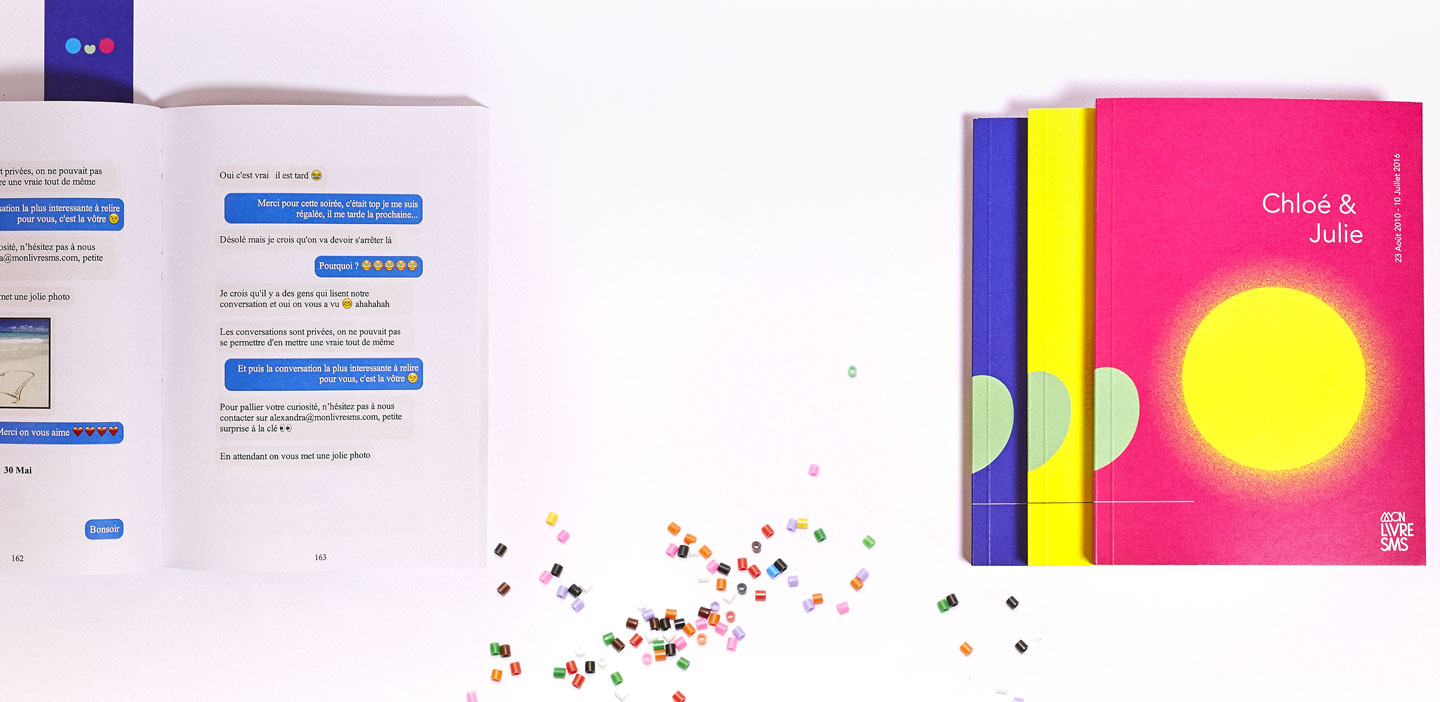 t privées, on ne pouvait pas
re une vraie tout de même
sation la plus interessante à relire
pour vous, c'est la vôtre 😉
osité, n'hésitez pas à nous
ra@monlivresms.com, petite
met une jolie photo
Merci on vous aime ❤️❤️❤️❤️
30 Mai
Bonsoir
162
Oui c'est vrai il est tard 😂
Merci pour cette soirée, c'était top je me suis
régalée, il me tarde la prochaine...
Désolé mais je crois qu'on va devoir s'arrêter là
Pourquoi ? 😳😳😳😳😳
Je crois qu'il y a des gens qui lisent notre
conversation et oui on vous a vu 😊 ahahahah
Les conversations sont privées, on ne pouvait pas
se permettre d'en mettre une vraie tout de même
Et puis la conversation la plus interessante à relire
pour vous, c'est la vôtre 😉
Pour pallier votre curiosité, n'hésitez pas à nous
contacter sur alexandra@monlivresms.com, petite
surprise à la clé 👀
En attendant on vous met une jolie photo
163
Chloé &
Julie
23 Août 2010 - 10 Juillet 2016
MON
LIVRE
SMS